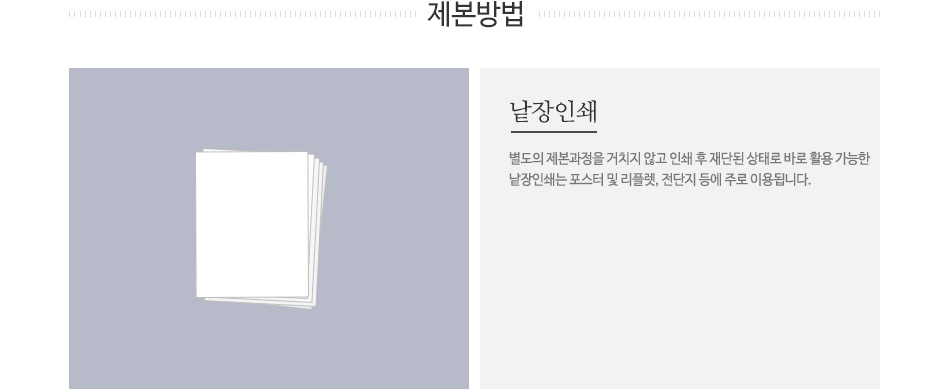 제본방법
낱장인쇄
별도의 제본과정을 거치지 않고 인쇄 후 재단된 상태로 바로 활용 가능한
낱장인쇄는 포스터 및 리플렛, 전단지 등에 주로 이용됩니다.